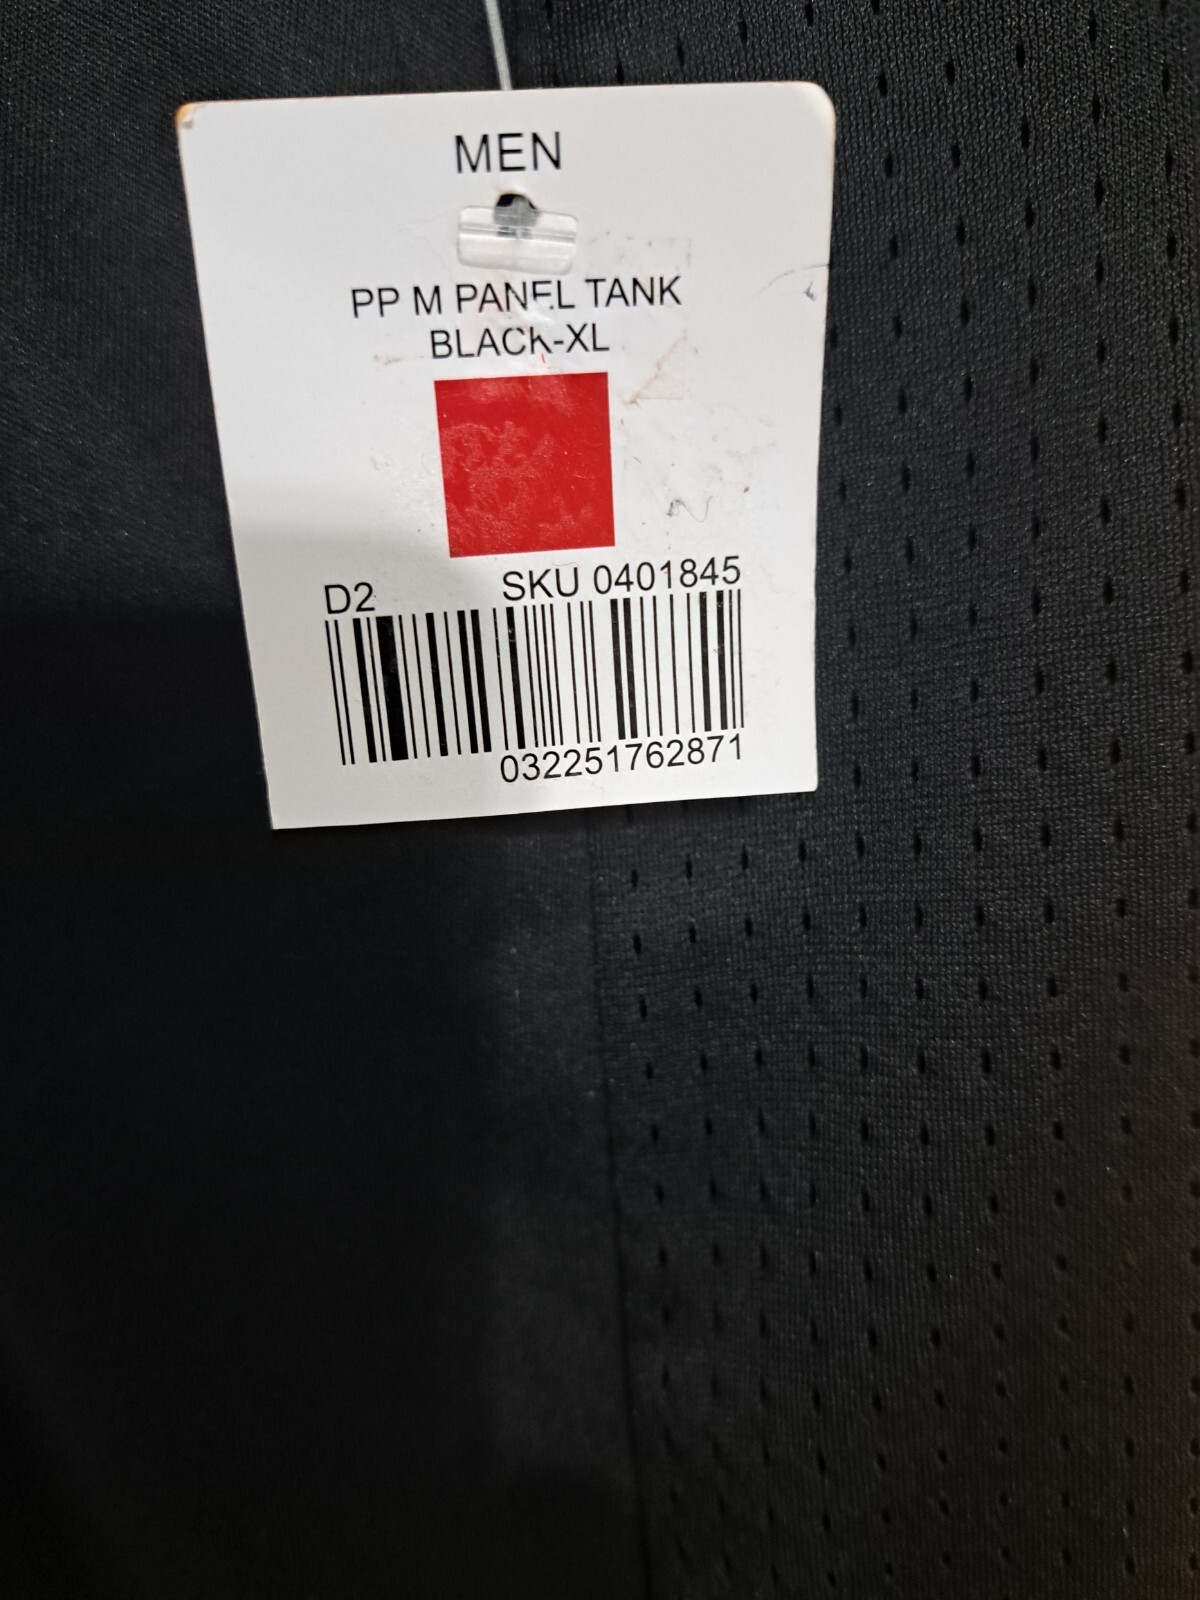 MEN
PP M PANEL TANK
BLACK-XL
D2 SKU 0401845
032251762871